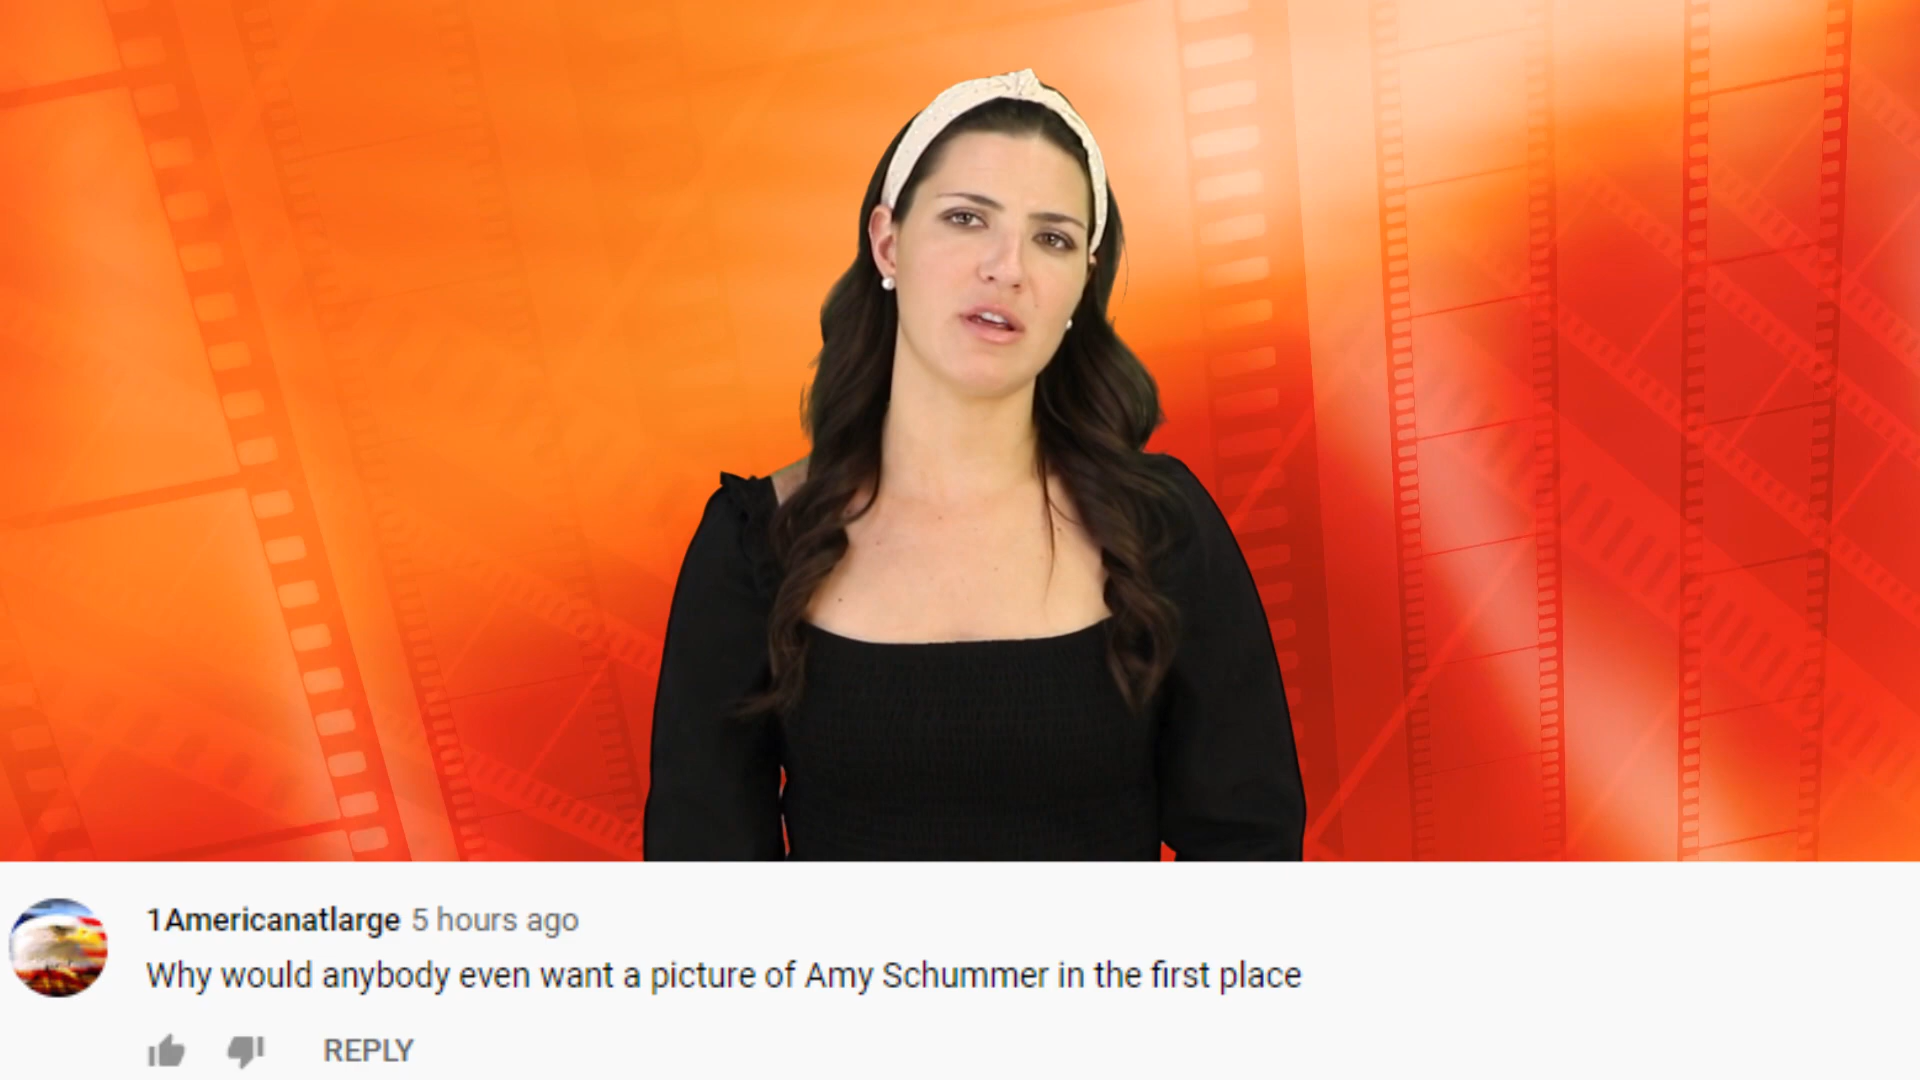 1Americanatlarge 5 hours ago
Why would anybody even want a picture of Amy Schummer in the first place
REPLY